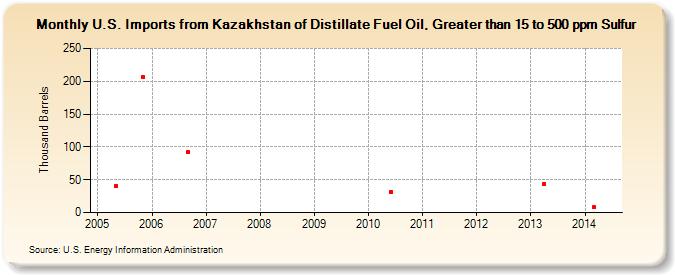 Monthly U.S. Imports from Kazakhstan of Distillate Fuel Oil, Greater than 15 to 500 ppm Sulfur
Thousand Barrels
250
200
150
100
50
0
2005 2006 2007 2008 2009 2010 2011 2012 2013 2014
Source: U.S. Energy Information Administration